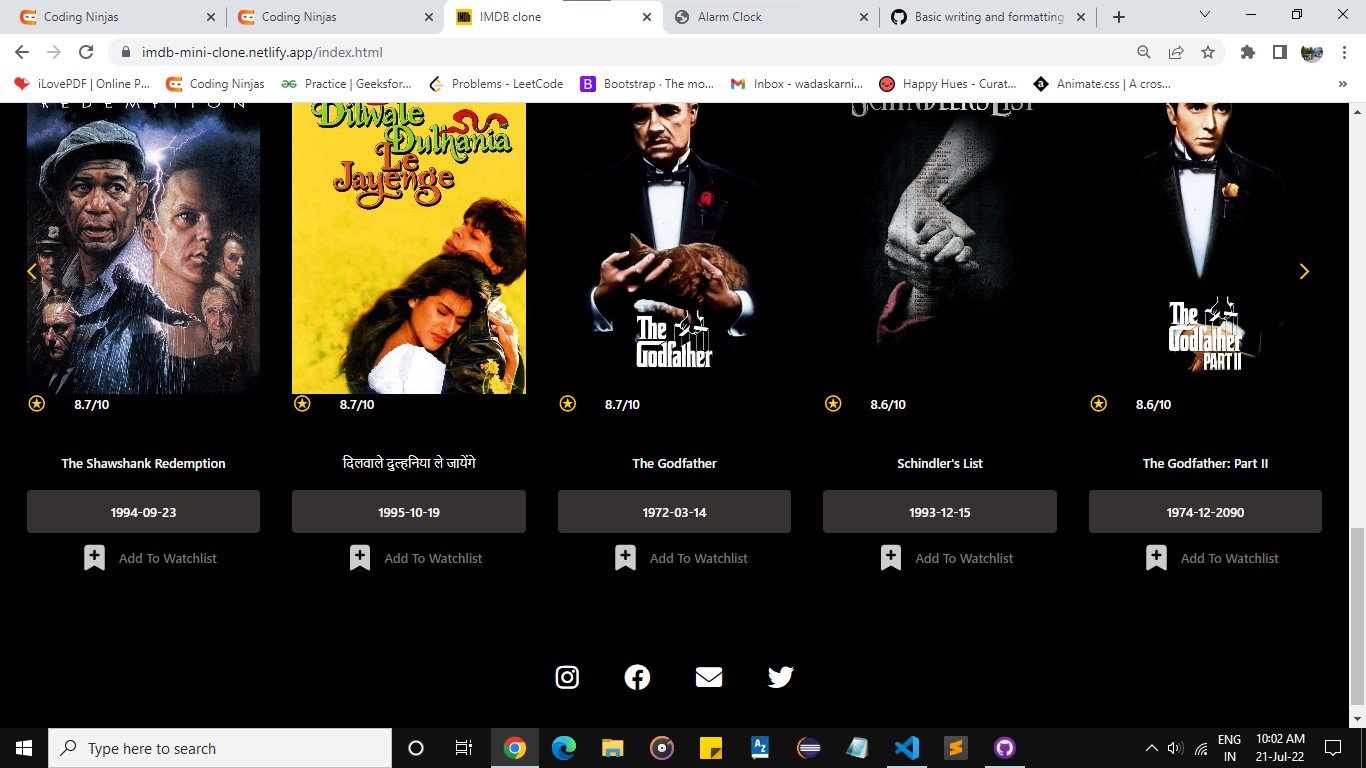 Coding Ninjas
Coding Ninjas
IMDb
IMDB clone
Alarm Clock
Basic writing and formatting
imdb-mini-clone.netlify.app/index.html
iLovePDF | Online P...
Coding Ninjas
Practice | Geeksfor...
Problems - LeetCode
B
Bootstrap · The mo...
Inbox - wadaskarni...
Happy Hues - Curat...
a
Animate.css | A cros...
»
REDEMPTION
Dilwale
Dulhania
Le
Jayenge
SCHINDLER'S LIST
The
Godfather
The
Godfather
PART II
8.7/10
8.7/10
8.7/10
8.6/10
8.6/10
The Shawshank Redemption
दिलवाले दुल्हनिया ले जायेंगे
The Godfather
Schindler's List
The Godfather: Part II
1994-09-23
1995-10-19
1972-03-14
1993-12-15
1974-12-2090
Add To Watchlist
Add To Watchlist
Add To Watchlist
Add To Watchlist
Add To Watchlist
Type here to search
A Z
ENG
IN
10:02 AM
21-Jul-22